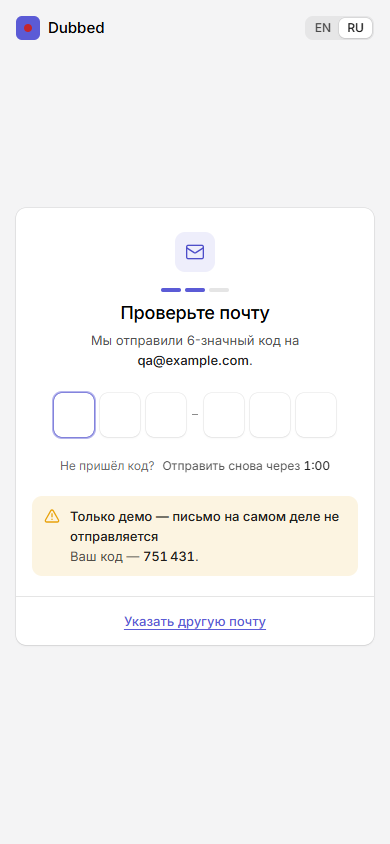 Dubbed
EN RU
Проверьте почту
Мы отправили 6-значный код на
qa@example.com.
–
Не пришёл код? Отправить снова через 1:00
Только демо — письмо на самом деле не
отправляется
Ваш код — 751 431.
Указать другую почту